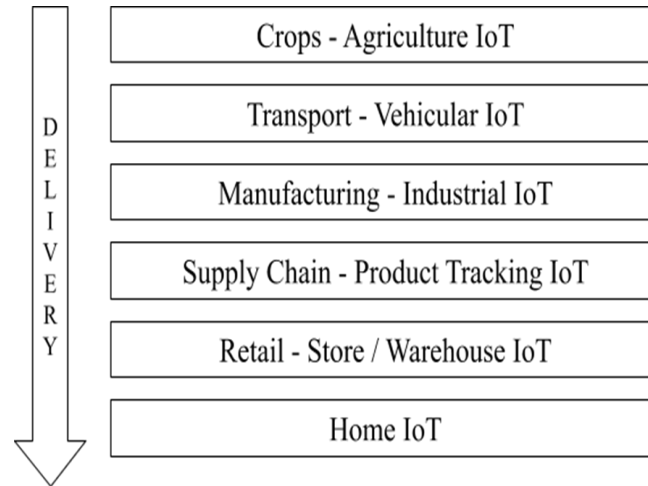 DELIVERY
Crops - Agriculture IoT
Transport - Vehicular IoT
Manufacturing - Industrial IoT
Supply Chain - Product Tracking IoT
Retail - Store / Warehouse IoT
Home IoT